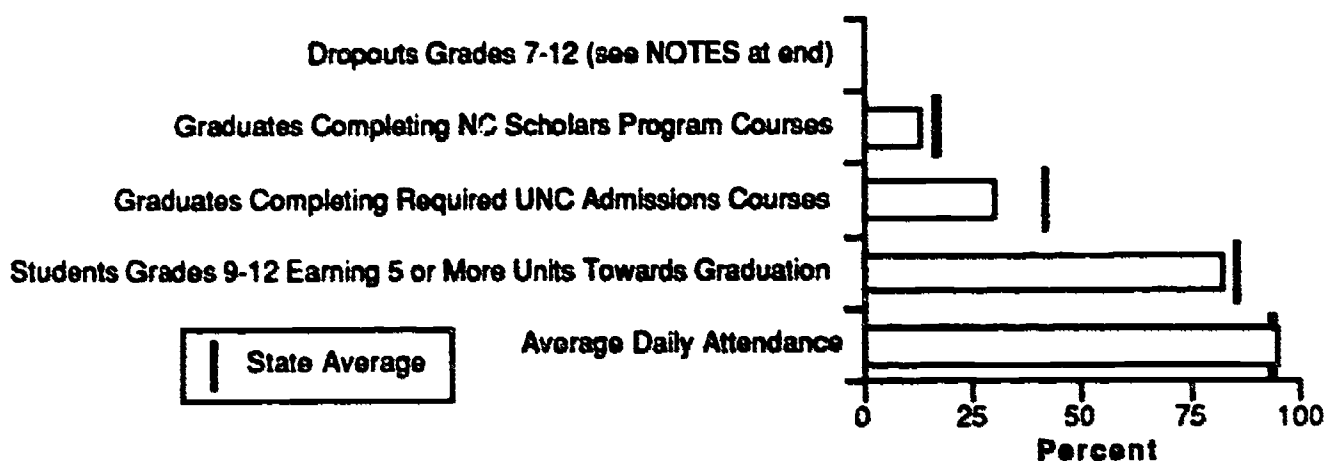 Dropouts Grades 7-12 (see NOTES at end)
Graduates Completing NC Scholars Program Courses
Graduates Completing Required UNC Admissions Courses
Students Grades 9-12 Earning 5 or More Units Towards Graduation
Average Daily Attendance
State Average
0 25 50 75 100
Percent